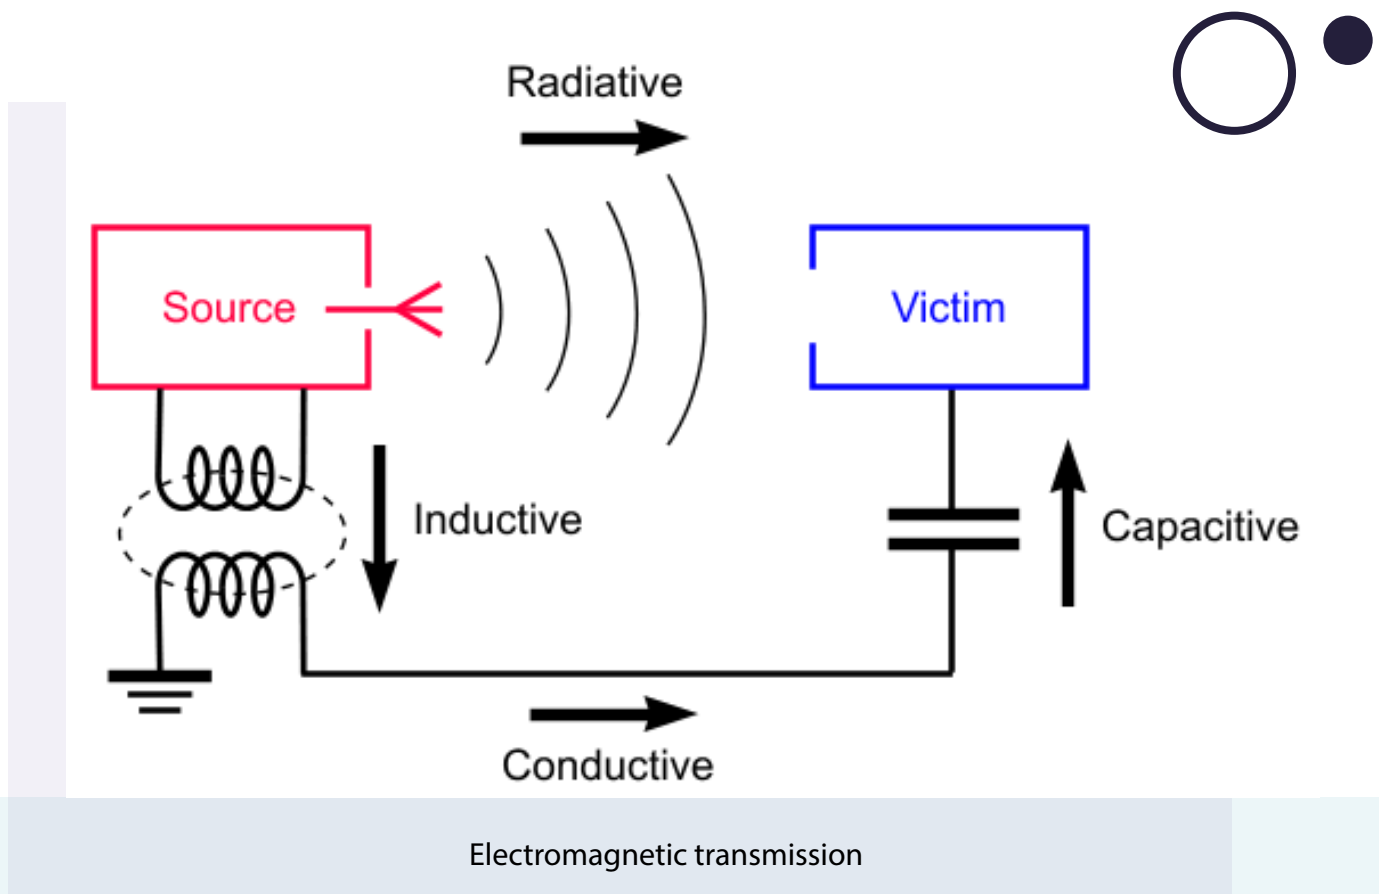 Radiative
Source
Victim
Inductive
Capacitive
Conductive
Electromagnetic transmission